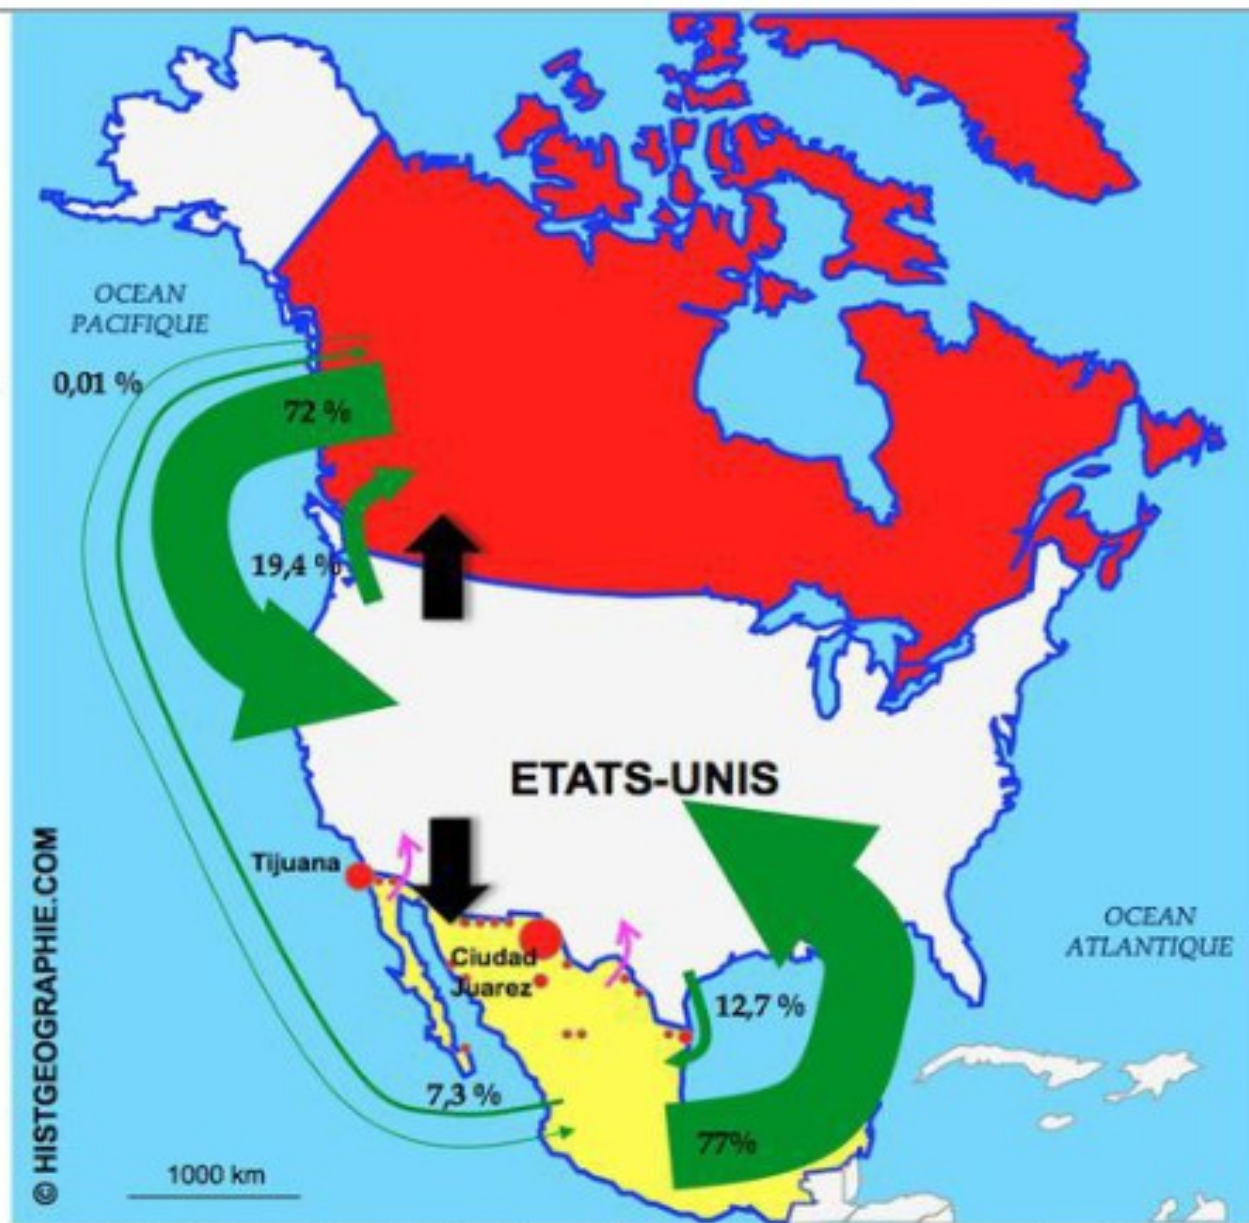 OCEAN
PACIFIQUE
0,01 %
72 %
19,4 %
ETATS-UNIS
Tijuana
Ciudad
Juarez
OCEAN
ATLANTIQUE
12,7 %
7,3 %
77%
1000 km
© HISTGEOGRAPHIE.COM